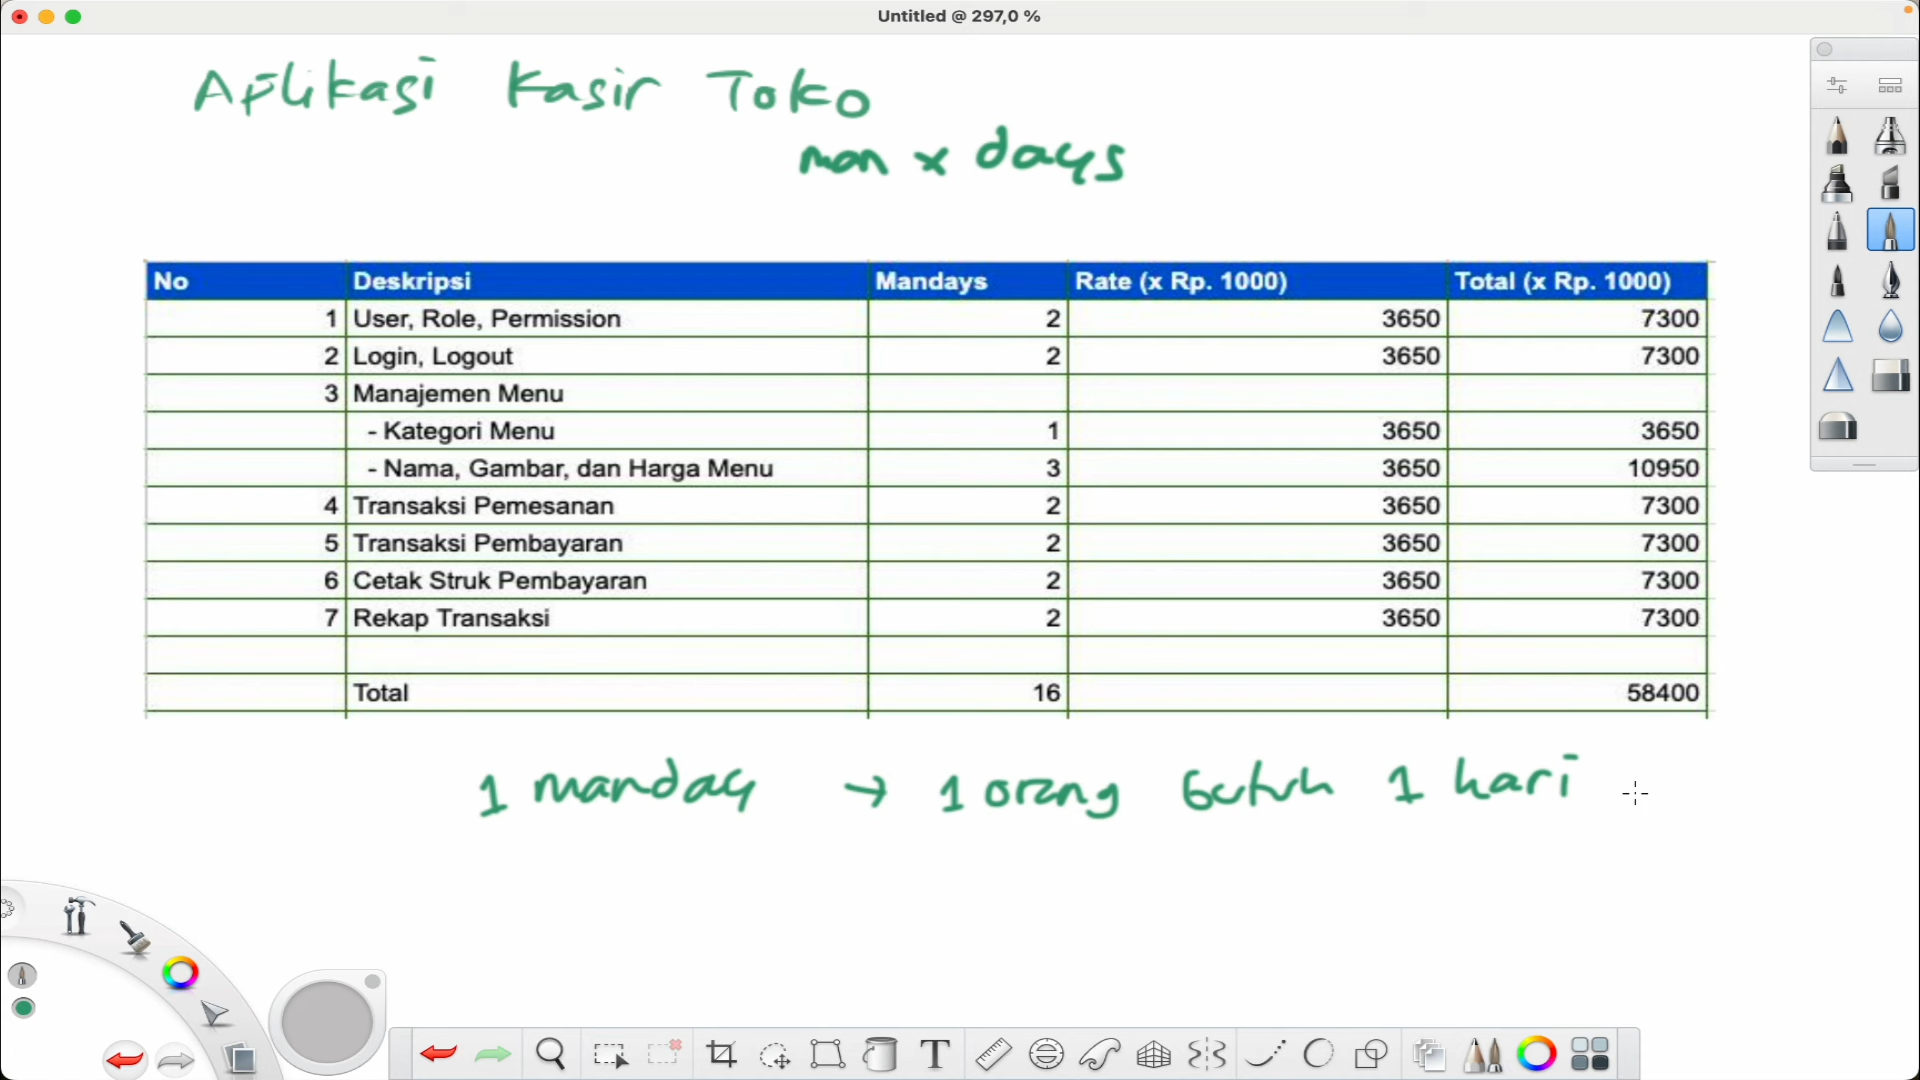 Untitled @ 297,0 %
Aplikasi Kasir Toko
man x days
No Deskripsi Mandays Rate (x Rp. 1000) Total (x Rp. 1000)
1 User, Role, Permission 2 3650 7300
2 Login, Logout 2 3650 7300
3 Manajemen Menu
- Kategori Menu 1 3650 3650
- Nama, Gambar, dan Harga Menu 3 3650 10950
4 Transaksi Pemesanan 2 3650 7300
5 Transaksi Pembayaran 2 3650 7300
6 Cetak Struk Pembayaran 2 3650 7300
7 Rekap Transaksi 2 3650 7300
Total 16 58400
1 manday → 1 orang butuh 1 hari